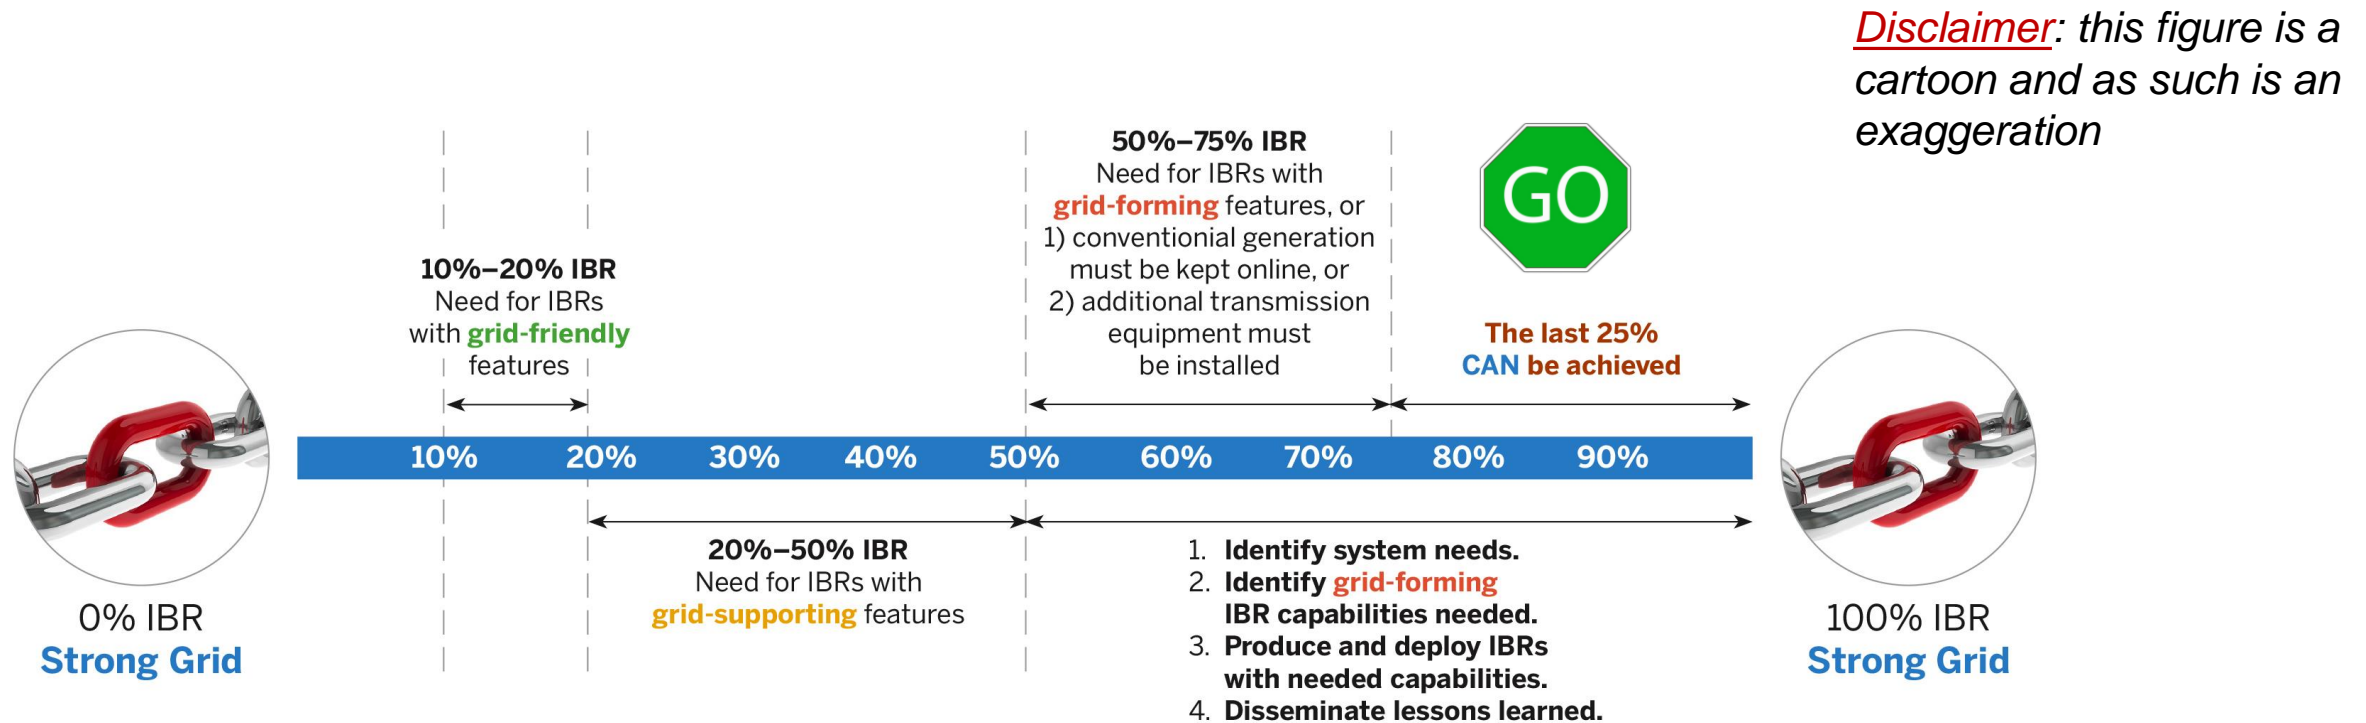 Disclaimer: this figure is a
cartoon and as such is an
exaggeration
50%–75% IBR
Need for IBRs with
grid-forming features, or
1) conventionial generation
must be kept online, or
2) additional transmission
equipment must
be installed
GO
10%–20% IBR
Need for IBRs
with grid-friendly
features
The last 25%
CAN be achieved
10% 20% 30% 40% 50% 60% 70% 80% 90%
0% IBR
Strong Grid
20%–50% IBR
Need for IBRs with
grid-supporting features
1. Identify system needs.
2. Identify grid-forming
IBR capabilities needed.
3. Produce and deploy IBRs
with needed capabilities.
4. Disseminate lessons learned.
100% IBR
Strong Grid